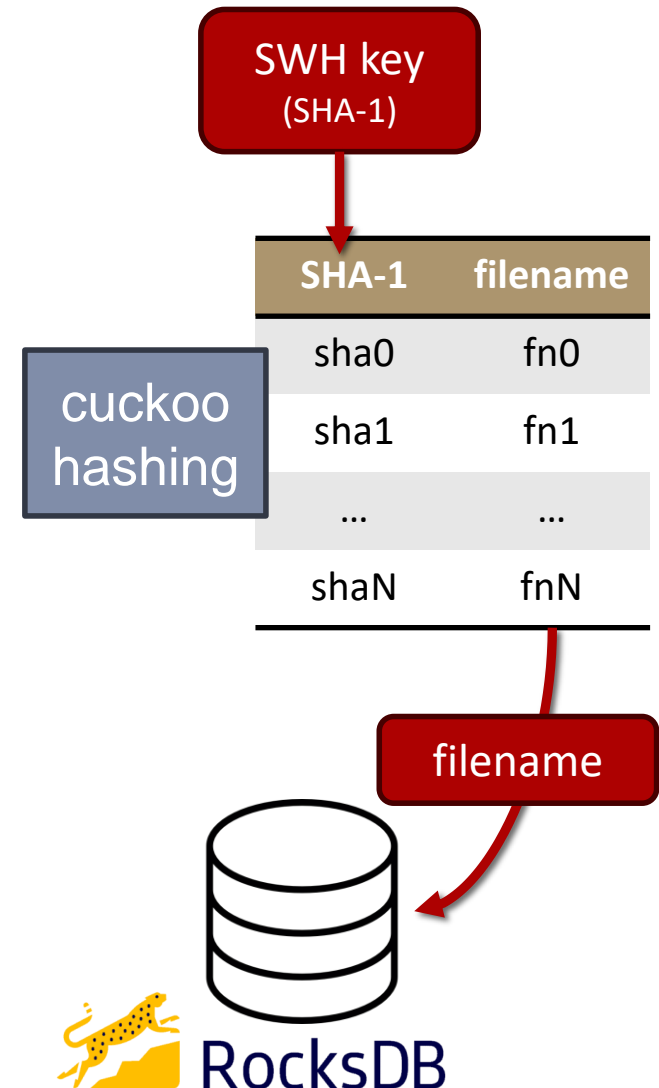 SWH key
(SHA-1)
SHA-1 filename
sha0 fn0
cuckoo
hashing
sha1 fn1
... ...
shaN fnN
filename
RocksDB